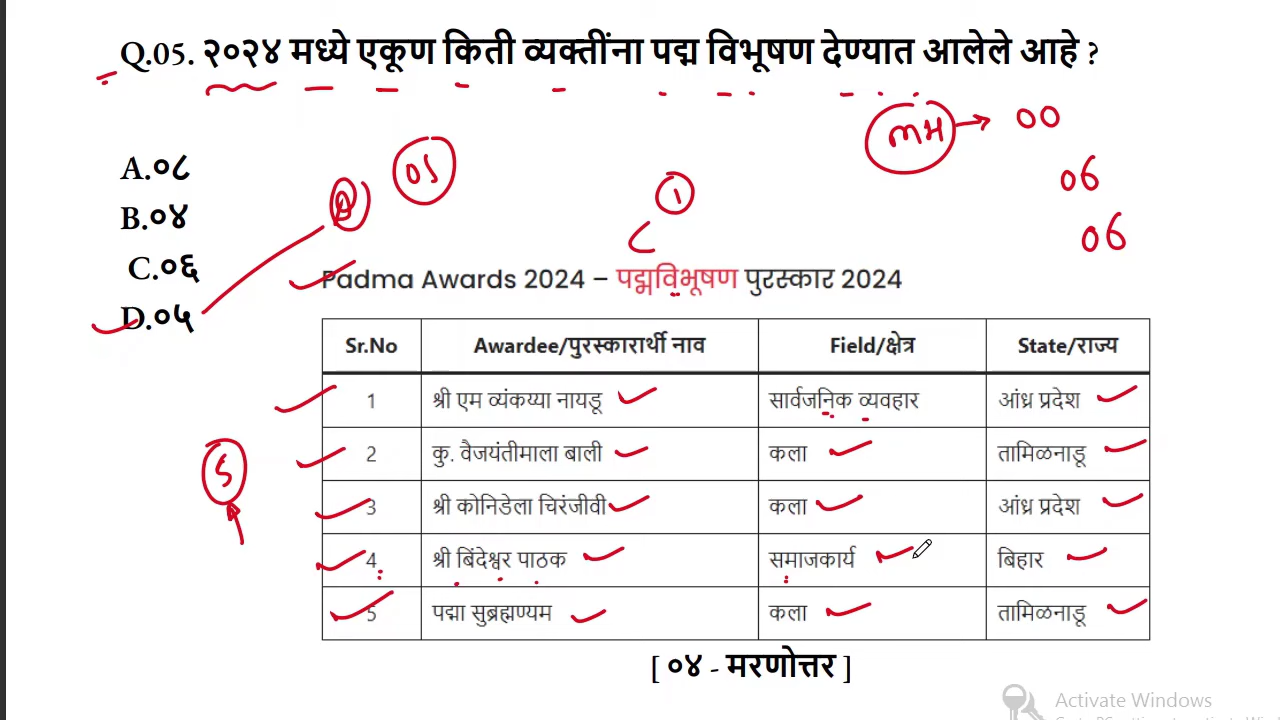 Q.05. २०२४ मध्ये एकूण किती व्यक्तींना पद्म विभूषण देण्यात आलेले आहे ?
MH → 00
A.०८
05
06
1
B.०४
06
C.०६
Padma Awards 2024 – पद्मविभूषण पुरस्कार 2024
D.०५
Sr.No Awardee/पुरस्कारार्थी नाव Field/क्षेत्र State/राज्य
1 श्री एम व्यंकय्या नायडू सार्वजनिक व्यवहार आंध्र प्रदेश
2 कु. वैजयंतीमाला बाली कला तामिळनाडू
5
3 श्री कोनिडेला चिरंजीवी कला आंध्र प्रदेश
4 श्री बिंदेश्वर पाठक समाजकार्य बिहार
5 पद्मा सुब्रह्मण्यम कला तामिळनाडू
[ ०४ - मरणोत्तर ]
Activate Windows